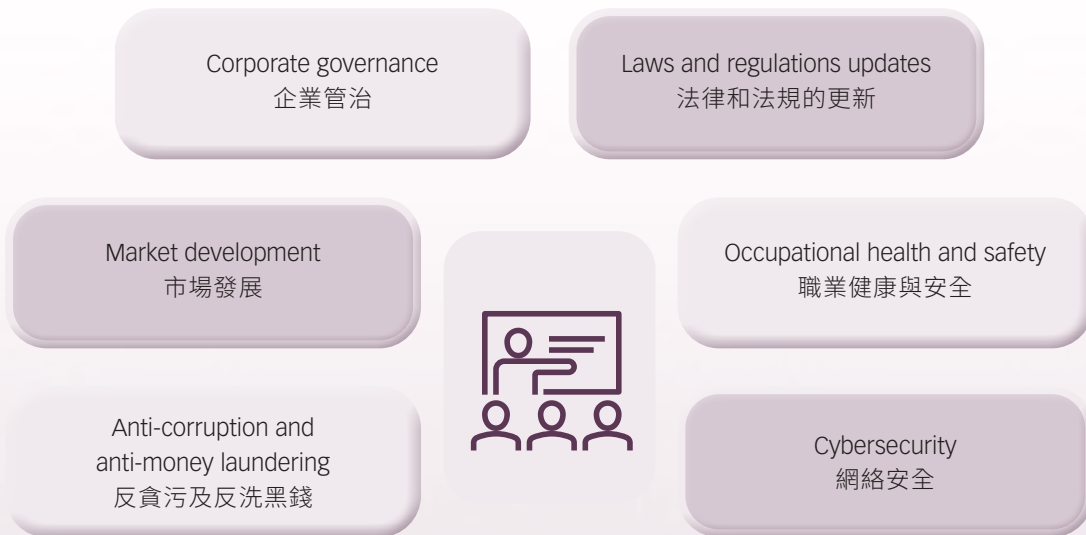 Corporate governance
企業管治
Laws and regulations updates
法律和法規的更新
Market development
市場發展
Occupational health and safety
職業健康與安全
Anti-corruption and
anti-money laundering
反貪污及反洗黑錢
Cybersecurity
網絡安全